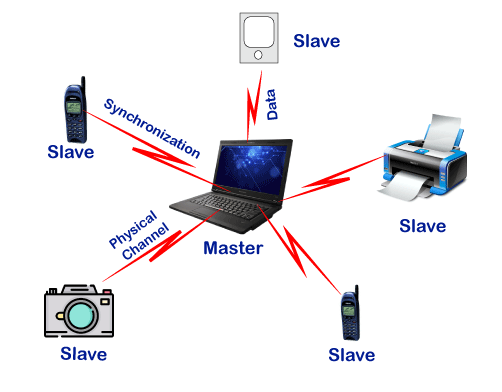 Slave
Data
Synchronization
Slave
Slave
Physical
Channel
Master
Slave
Slave